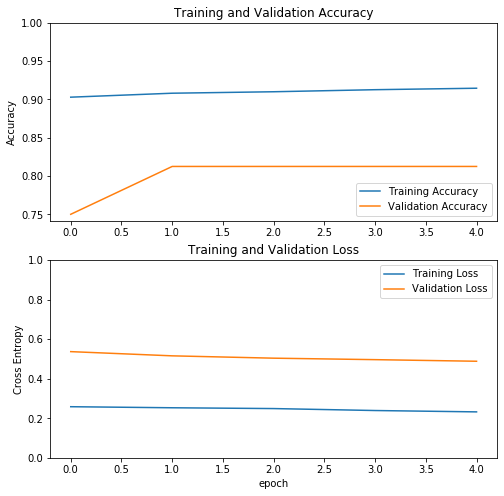 Training and Validation Accuracy
1.00
0.95
0.90
0.85
0.80
0.75
Accuracy
Training Accuracy
Validation Accuracy
0.0 0.5 1.0 1.5 2.0 2.5 3.0 3.5 4.0
Training and Validation Loss
1.0
0.8
0.6
0.4
0.2
0.0
Cross Entropy
Training Loss
Validation Loss
0.0 0.5 1.0 1.5 2.0 2.5 3.0 3.5 4.0
epoch